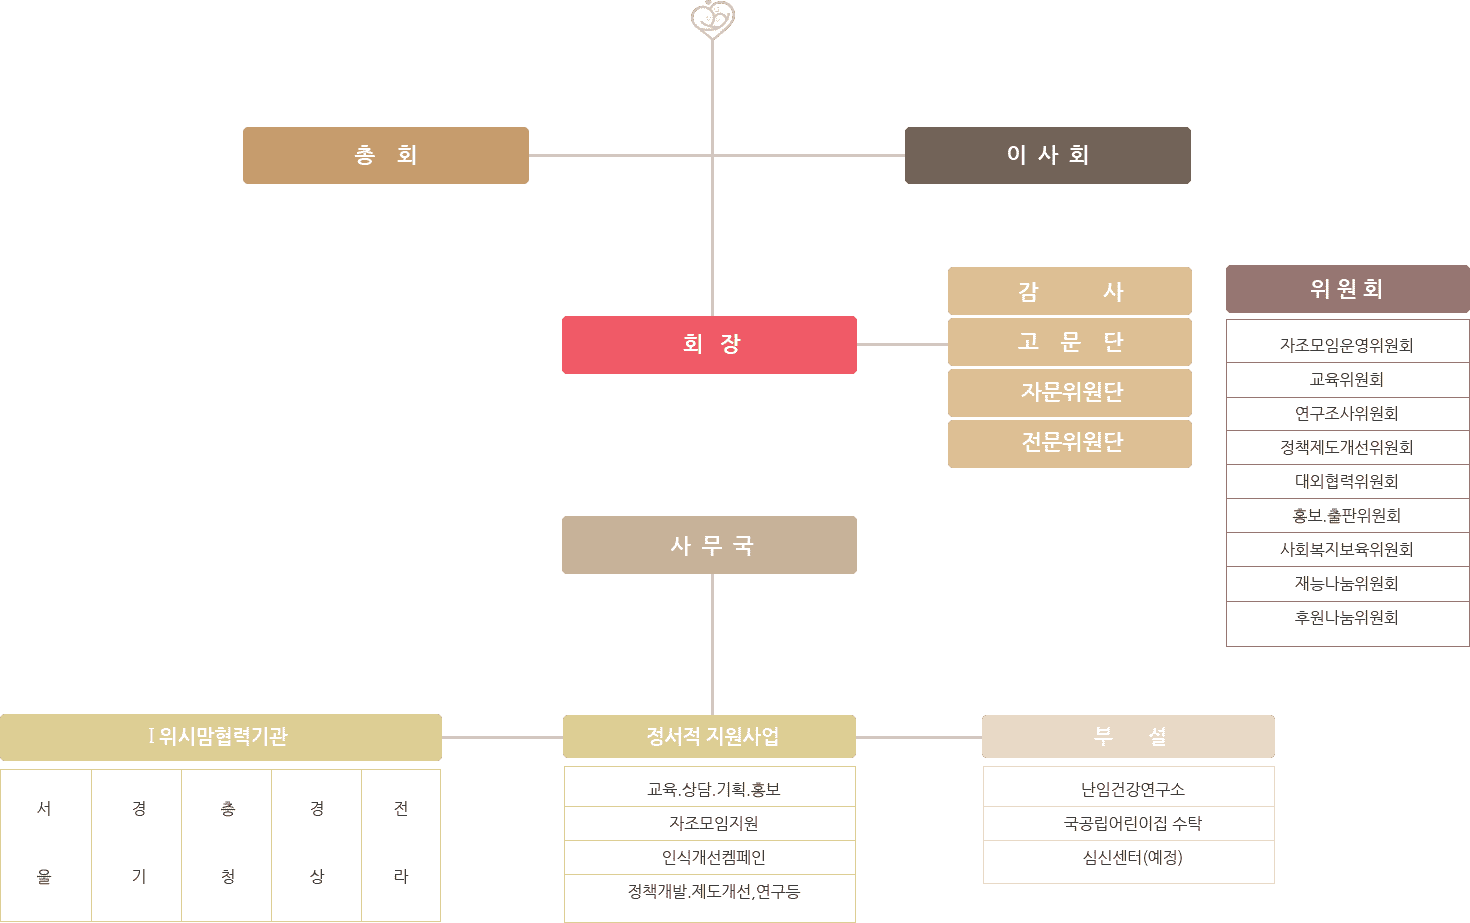 총 회
이 사 회
회 장
감 사
고 문 단
자문위원단
전문위원단
위 원 회
자조모임운영위원회
교육위원회
연구조사위원회
정책제도개선위원회
대외협력위원회
홍보.출판위원회
사회복지보육위원회
재능나눔위원회
후원나눔위원회
사 무 국
I 위시맘협력기관
서울
경기
충청
경상
전라
정서적 지원사업
교육.상담.기획.홍보
자조모임지원
인식개선켐페인
정책개발.제도개선,연구등
부 설
난임건강연구소
국공립어린이집 수탁
심신센터(예정)